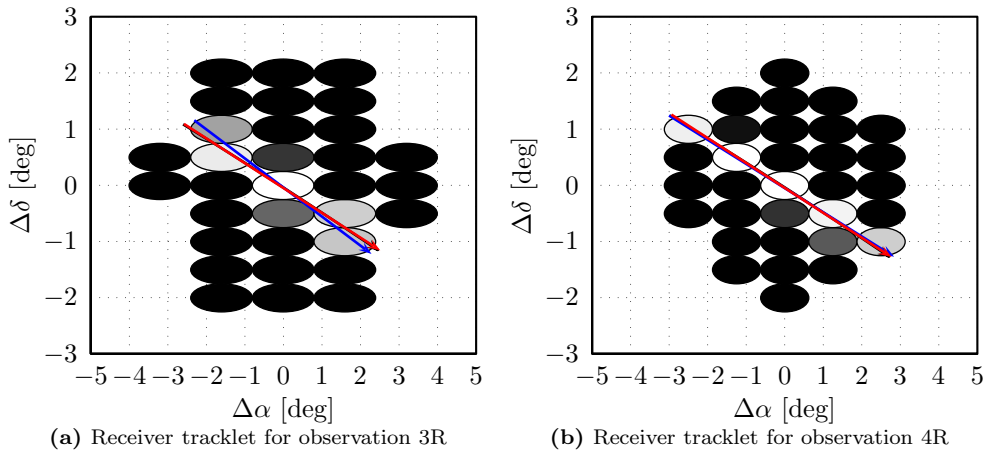 3 3
2 2
1 1
0 0
−1 −1
−2 −2
−3 −3
Δδ [deg] Δδ [deg]
−5 −4 −3 −2 −1 0 1 2 3 4 5 −5 −4 −3 −2 −1 0 1 2 3 4 5
Δα [deg] Δα [deg]
(a) Receiver tracklet for observation 3R (b) Receiver tracklet for observation 4R